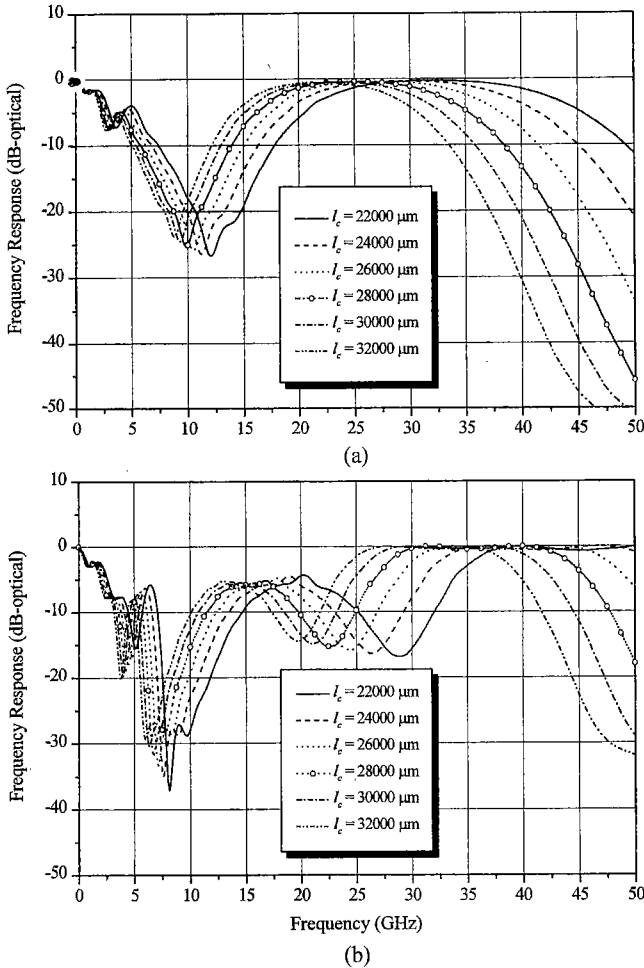 10
0
-10
-20
-30
-40
-50
Frequency Response (dB-optical)
l_c = 22000 μm
l_c = 24000 μm
l_c = 26000 μm
l_c = 28000 μm
l_c = 30000 μm
l_c = 32000 μm
0 5 10 15 20 25 30 35 40 45 50
(a)
10
0
-10
-20
-30
-40
-50
Frequency Response (dB-optical)
l_c = 22000 μm
l_c = 24000 μm
l_c = 26000 μm
l_c = 28000 μm
l_c = 30000 μm
l_c = 32000 μm
0 5 10 15 20 25 30 35 40 45 50
Frequency (GHz)
(b)